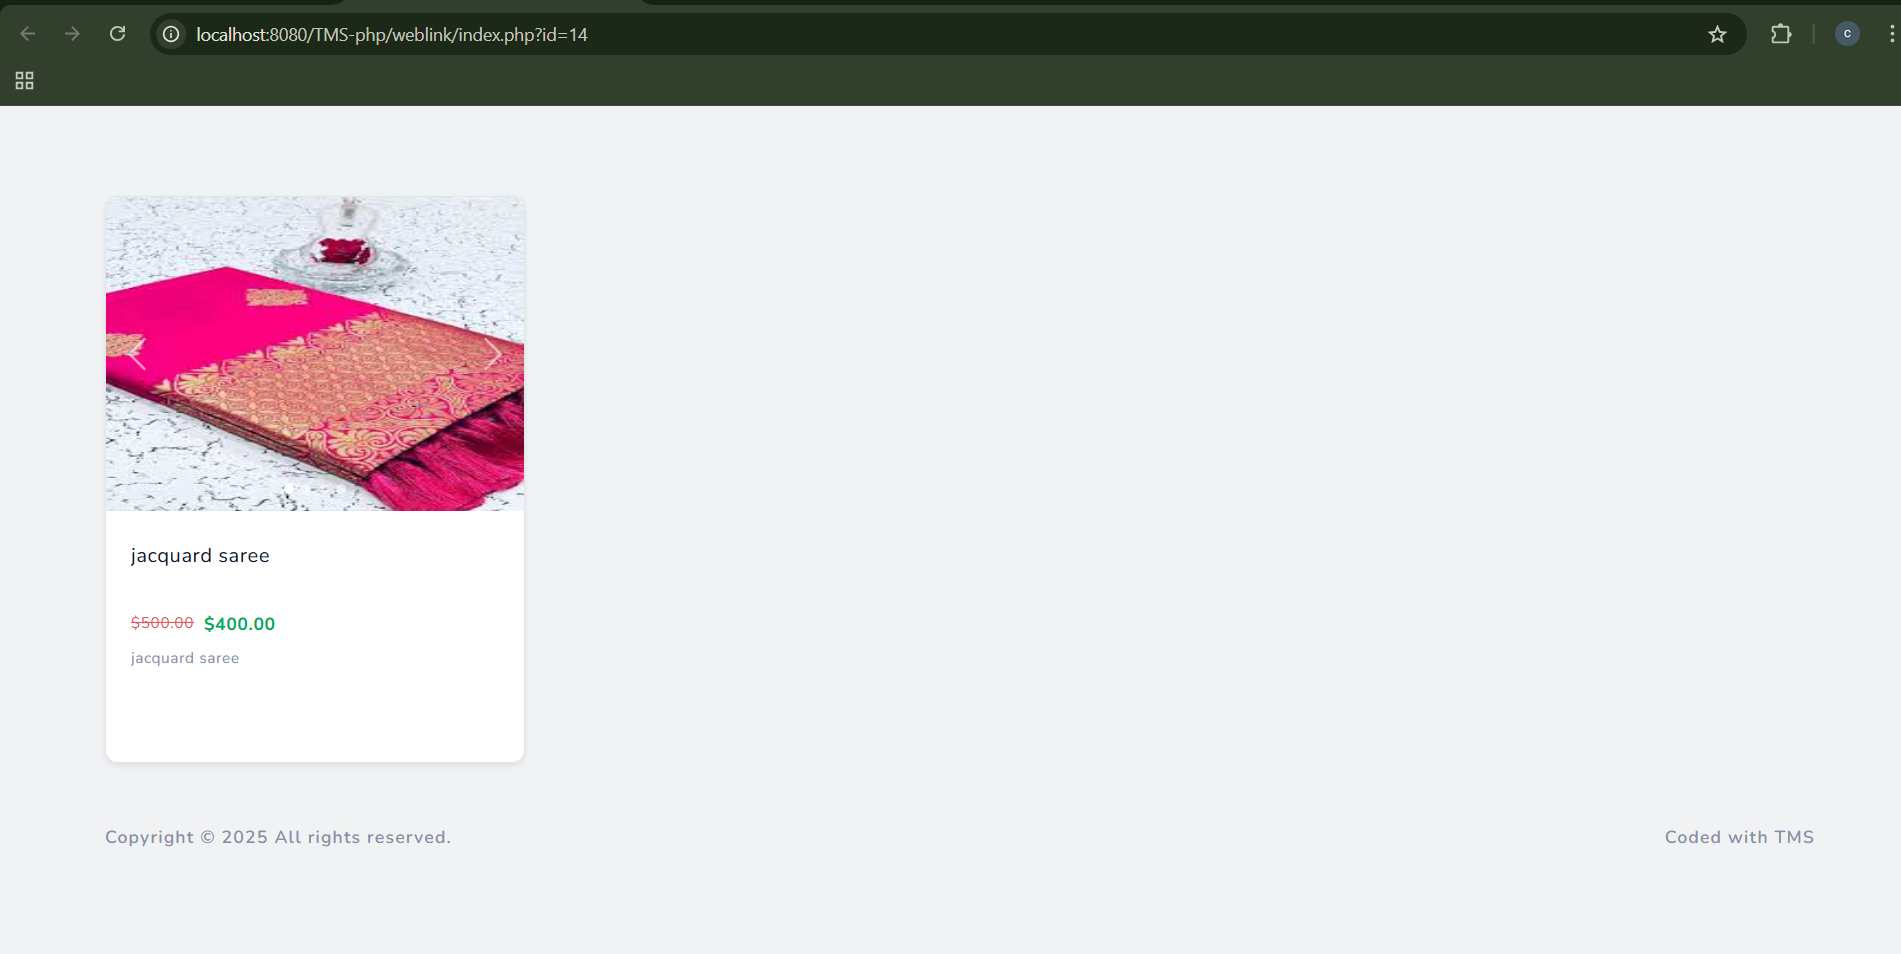 localhost:8080/TMS-php/weblink/index.php?id=14
c
jacquard saree
$500.00 $400.00
jacquard saree
Copyright © 2025 All rights reserved.
Coded with TMS